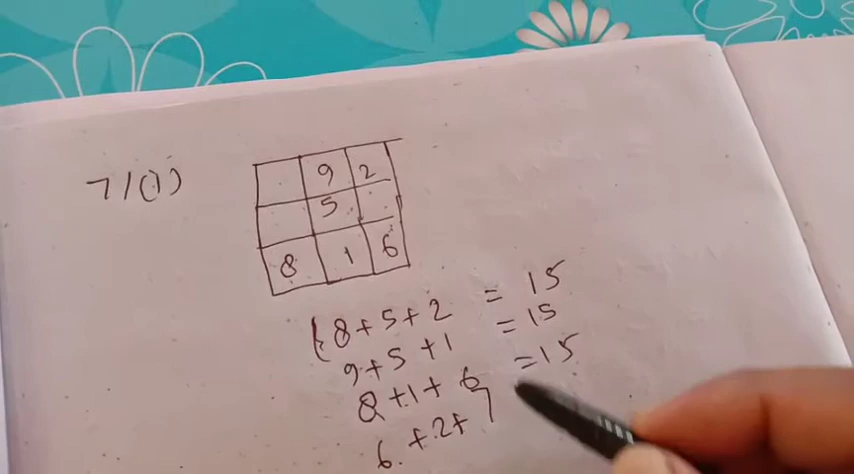 7/(i)
9 2
5
8 1 6
8+5+2 = 15
9+5+1 = 15
8+1+6 = 15
6+2+7